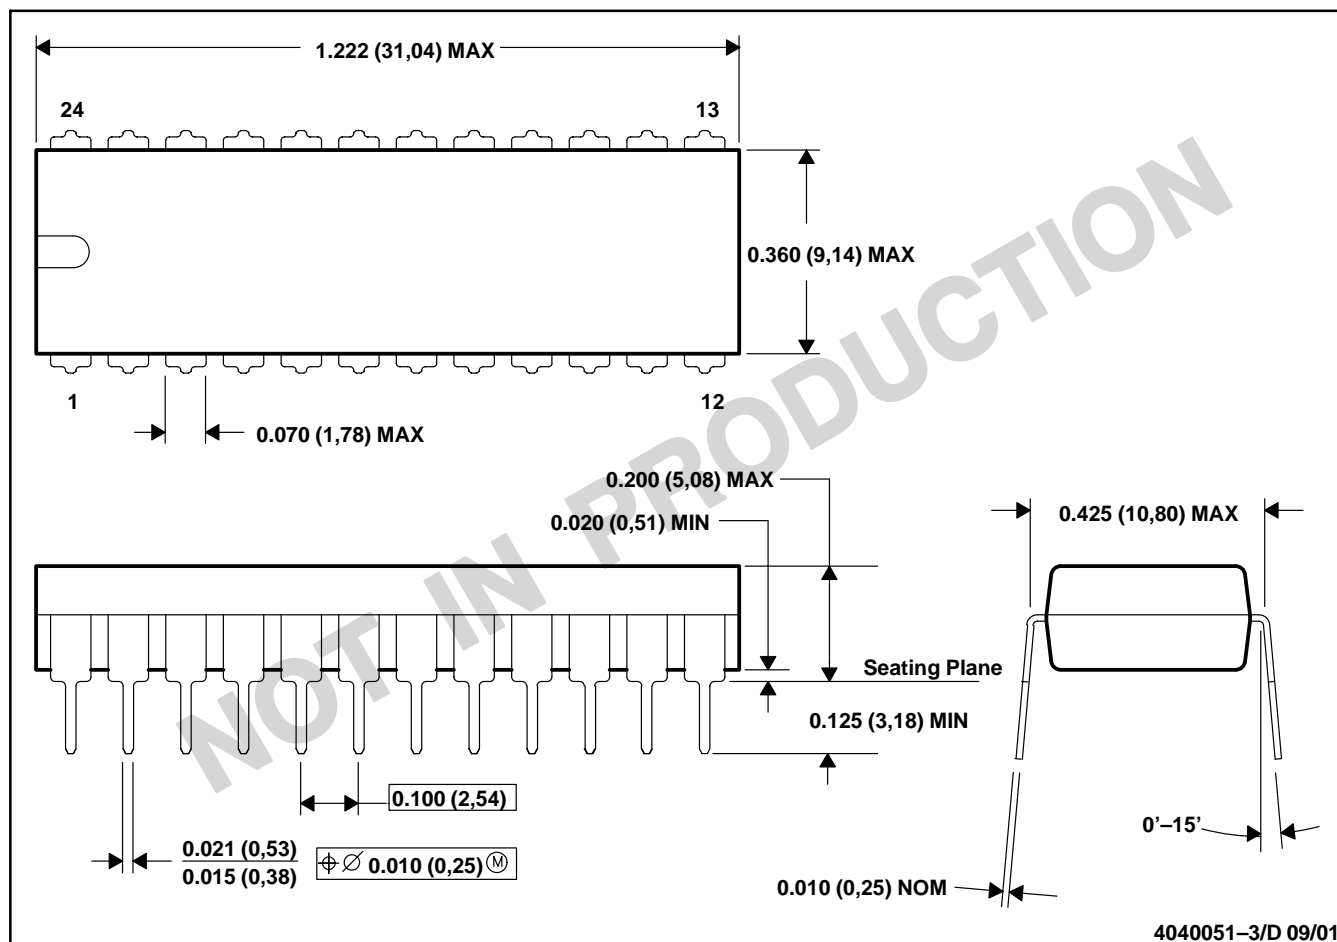 1.222 (31,04) MAX
24
13
0.360 (9,14) MAX
1
12
0.070 (1,78) MAX
0.200 (5,08) MAX
0.020 (0,51) MIN
0.425 (10,80) MAX
Seating Plane
0.125 (3,18) MIN
0.100 (2,54)
0.021 (0,53)
0.015 (0,38)
⌖ ∅ 0.010 (0,25) Ⓜ
0’–15’
0.010 (0,25) NOM
4040051–3/D 09/01
NOT IN PRODUCTION